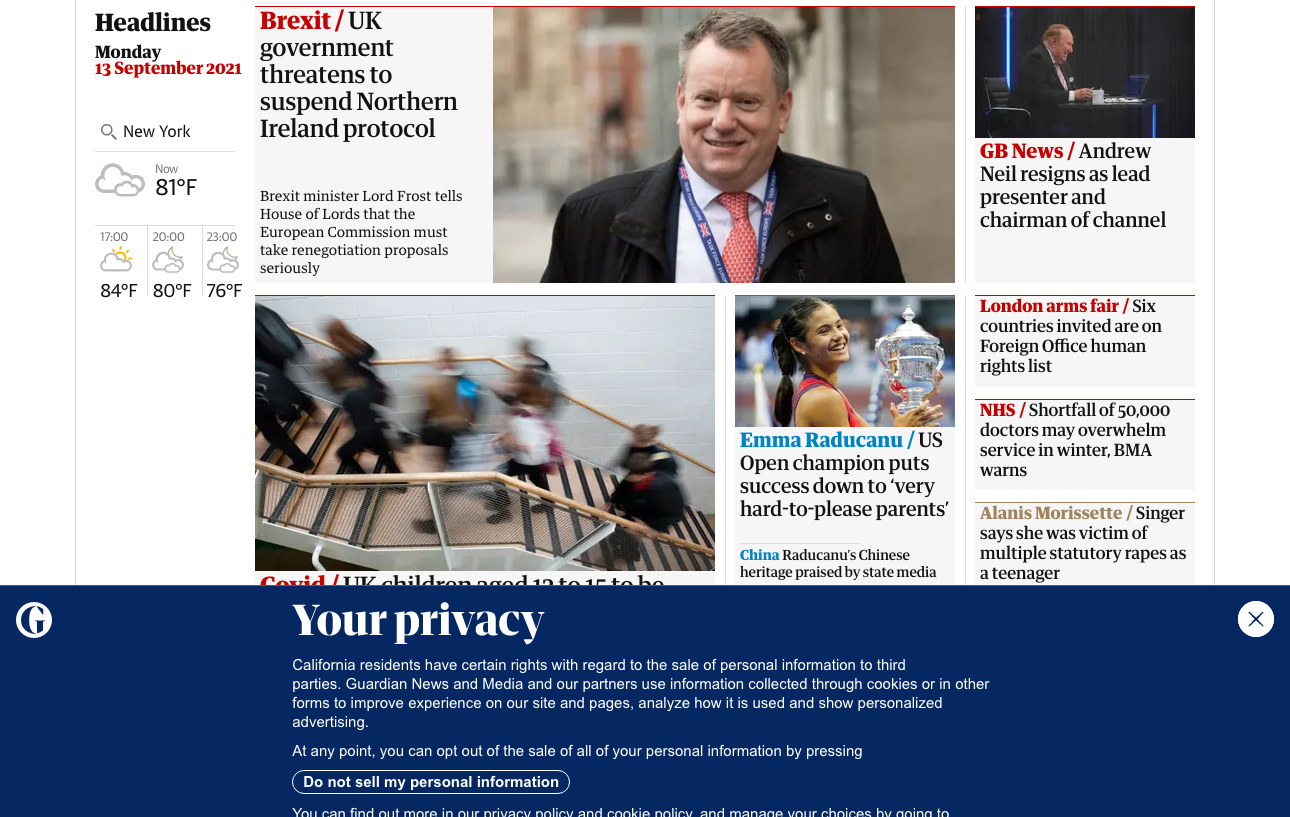 Headlines
Monday
13 September 2021
New York
Now
81°F
17:00
84°F
20:00
80°F
23:00
76°F
Brexit / UK
government
threatens to
suspend Northern
Ireland protocol
Brexit minister Lord Frost tells
House of Lords that the
European Commission must
take renegotiation proposals
seriously
TASK FORCE EUROPE
GB News / Andrew
Neil resigns as lead
presenter and
chairman of channel
Covid / UK children aged 12 to 15 to be
Emma Raducanu / US
Open champion puts
success down to ‘very
hard-to-please parents’
China Raducanu’s Chinese
heritage praised by state media
London arms fair / Six
countries invited are on
Foreign Office human
rights list
NHS / Shortfall of 50,000
doctors may overwhelm
service in winter, BMA
warns
Alanis Morissette / Singer
says she was victim of
multiple statutory rapes as
a teenager
G
Your privacy
California residents have certain rights with regard to the sale of personal information to third
parties. Guardian News and Media and our partners use information collected through cookies or in other
forms to improve experience on our site and pages, analyze how it is used and show personalized
advertising.
At any point, you can opt out of the sale of all of your personal information by pressing
Do not sell my personal information
You can find out more in our privacy policy and cookie policy, and manage your choices by going to